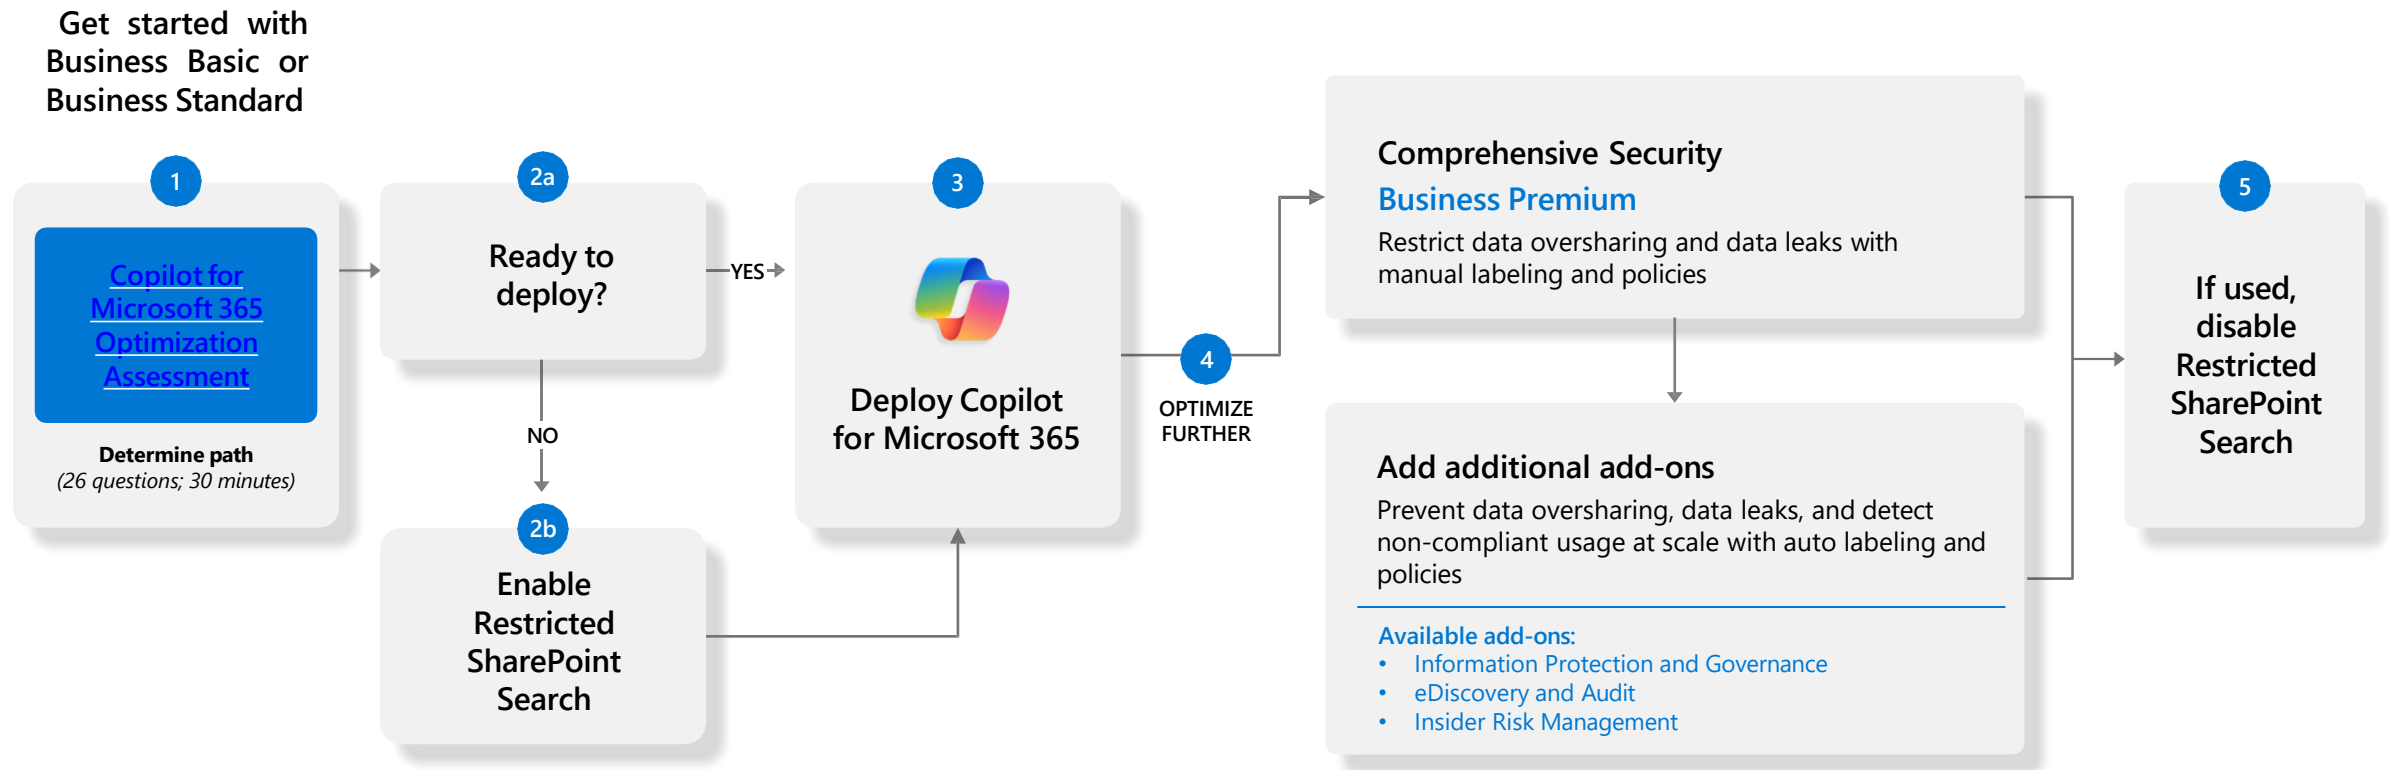 Get started with
Business Basic or
Business Standard
1
Copilot for
Microsoft 365
Optimization
Assessment
Determine path
(26 questions; 30 minutes)
2a
Ready to
deploy?
YES
NO
2b
Enable
Restricted
SharePoint
Search
3
Deploy Copilot
for Microsoft 365
4
OPTIMIZE
FURTHER
Comprehensive Security
Business Premium
Restrict data oversharing and data leaks with
manual labeling and policies
Add additional add-ons
Prevent data oversharing, data leaks, and detect
non-compliant usage at scale with auto labeling and
policies
Available add-ons:
• Information Protection and Governance
• eDiscovery and Audit
• Insider Risk Management
5
If used,
disable
Restricted
SharePoint
Search